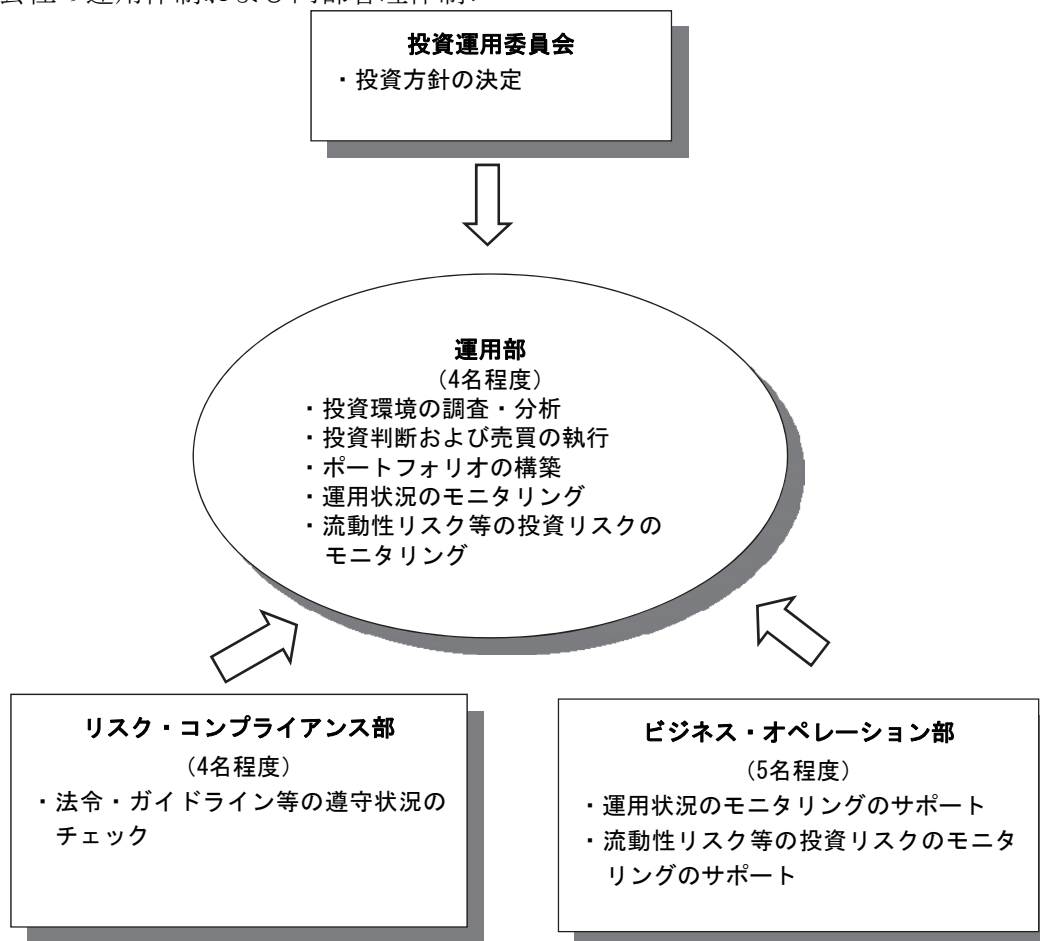 投資運用委員会
・投資方針の決定
運用部
（4名程度）
・投資環境の調査・分析
・投資判断および売買の執行
・ポートフォリオの構築
・運用状況のモニタリング
・流動性リスク等の投資リスクの
モニタリング
リスク・コンプライアンス部
（4名程度）
・法令・ガイドライン等の遵守状況の
チェック
ビジネス・オペレーション部
（5名程度）
・運用状況のモニタリングのサポート
・流動性リスク等の投資リスクのモニタ
リングのサポート